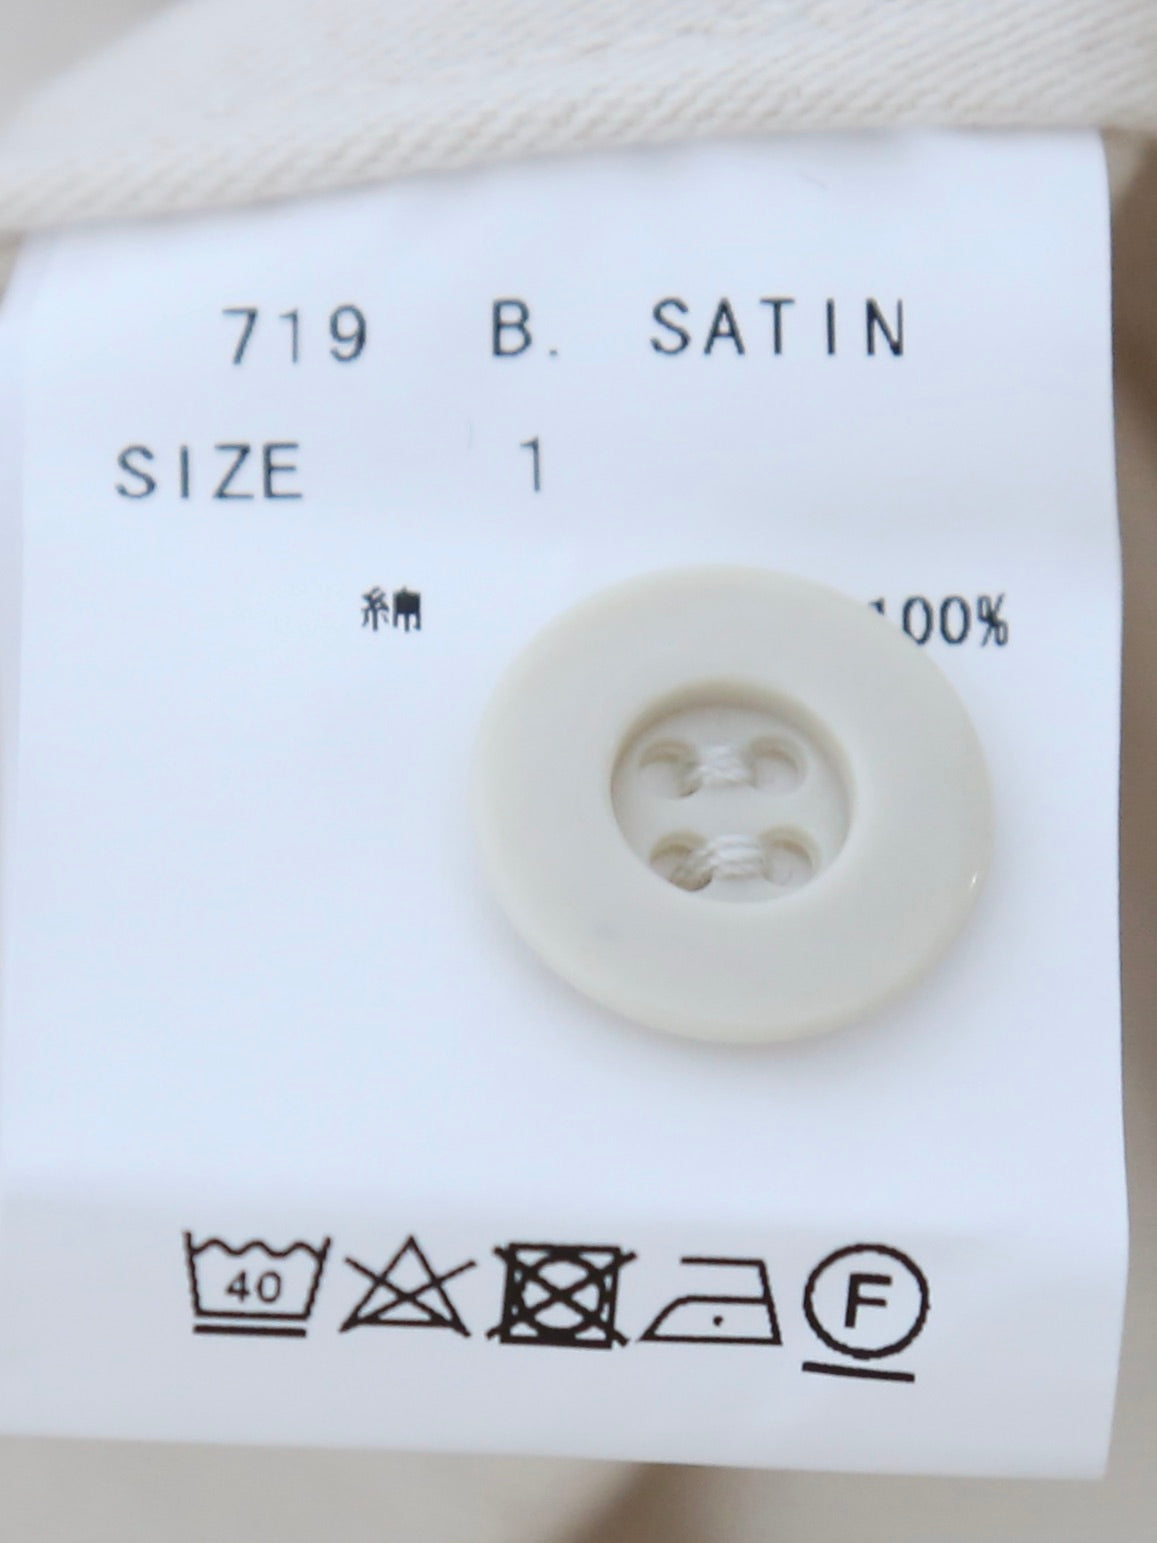 719 B. SATIN
SIZE 1
綿 100%
40
F